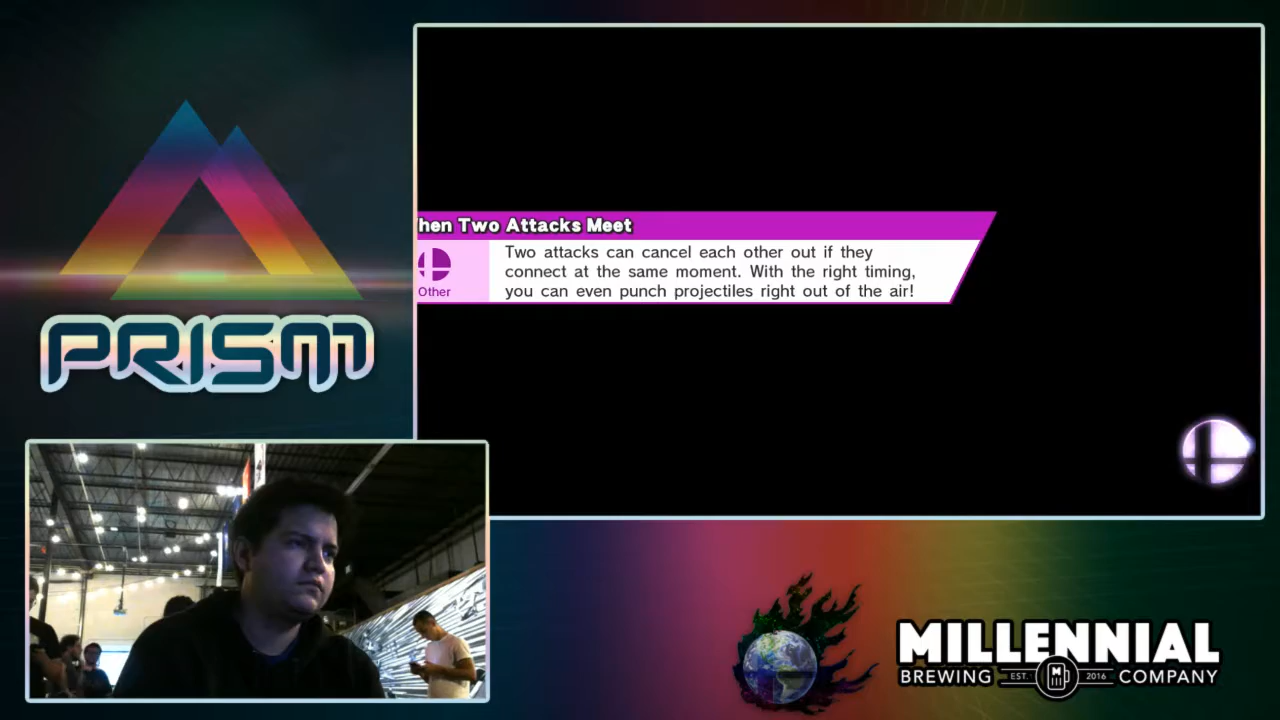 hen Two Attacks Meet
Two attacks can cancel each other out if they
connect at the same moment. With the right timing,
you can even punch projectiles right out of the air!
Other
PRISM
MILLENNIAL
BREWING EST. M 2016 COMPANY